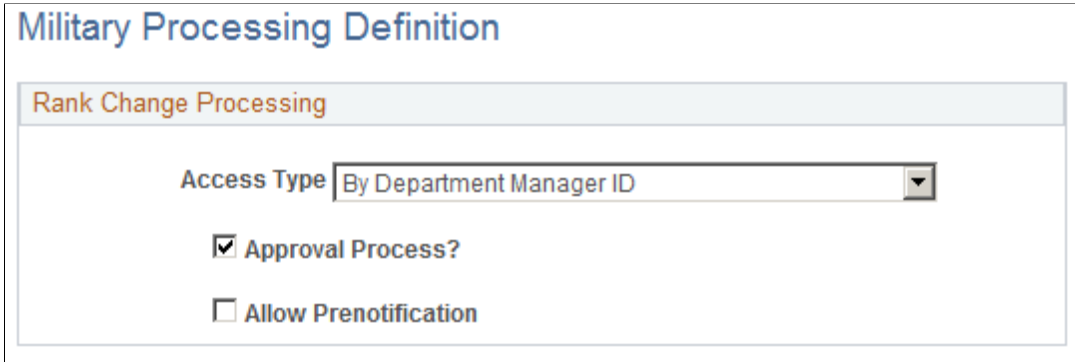 Military Processing Definition
Rank Change Processing
Access Type By Department Manager ID
Approval Process?
Allow Prenotification